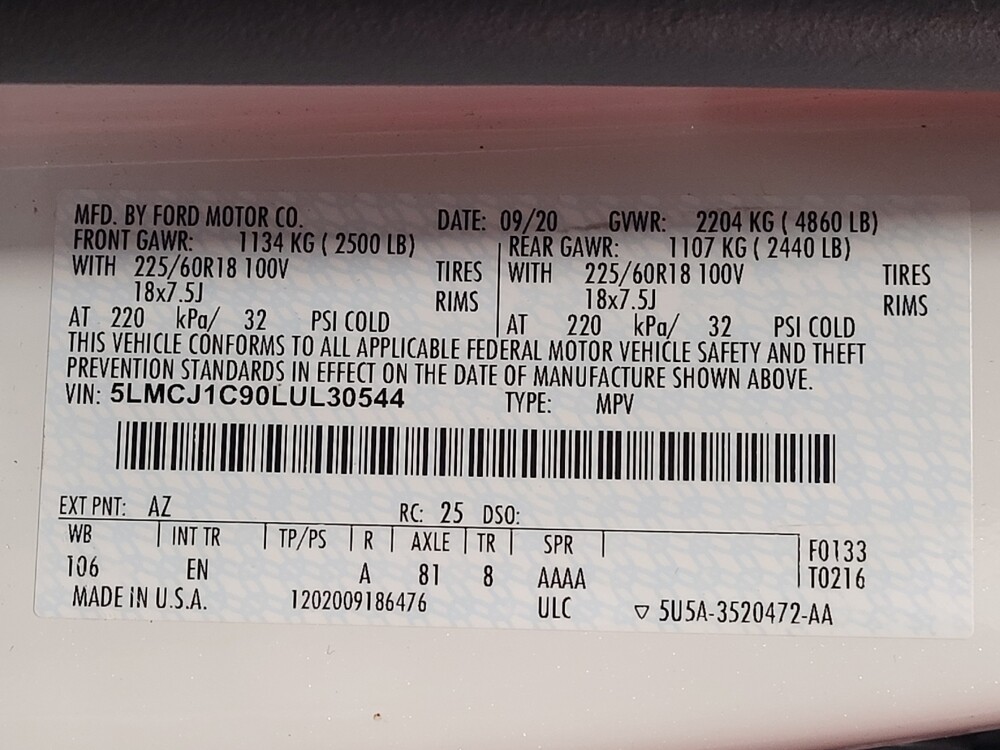 MFD. BY FORD MOTOR CO. DATE: 09/20 GVWR: 2204 KG ( 4860 LB)
FRONT GAWR: 1134 KG ( 2500 LB) REAR GAWR: 1107 KG ( 2440 LB)
WITH 225/60R18 100V TIRES WITH 225/60R18 100V TIRES
18x7.5J RIMS 18x7.5J RIMS
AT 220 kPa/ 32 PSI COLD AT 220 kPa/ 32 PSI COLD
THIS VEHICLE CONFORMS TO ALL APPLICABLE FEDERAL MOTOR VEHICLE SAFETY AND THEFT
PREVENTION STANDARDS IN EFFECT ON THE DATE OF MANUFACTURE SHOWN ABOVE.
VIN: 5LMCJ1C90LUL30544 TYPE: MPV
EXT PNT: AZ RC: 25 DSO:
WB INT TR TP/PS R AXLE TR SPR F0133
106 EN A 81 8 AAAA T0216
MADE IN U.S.A. 1202009186476 ULC ▽ 5U5A-3520472-AA